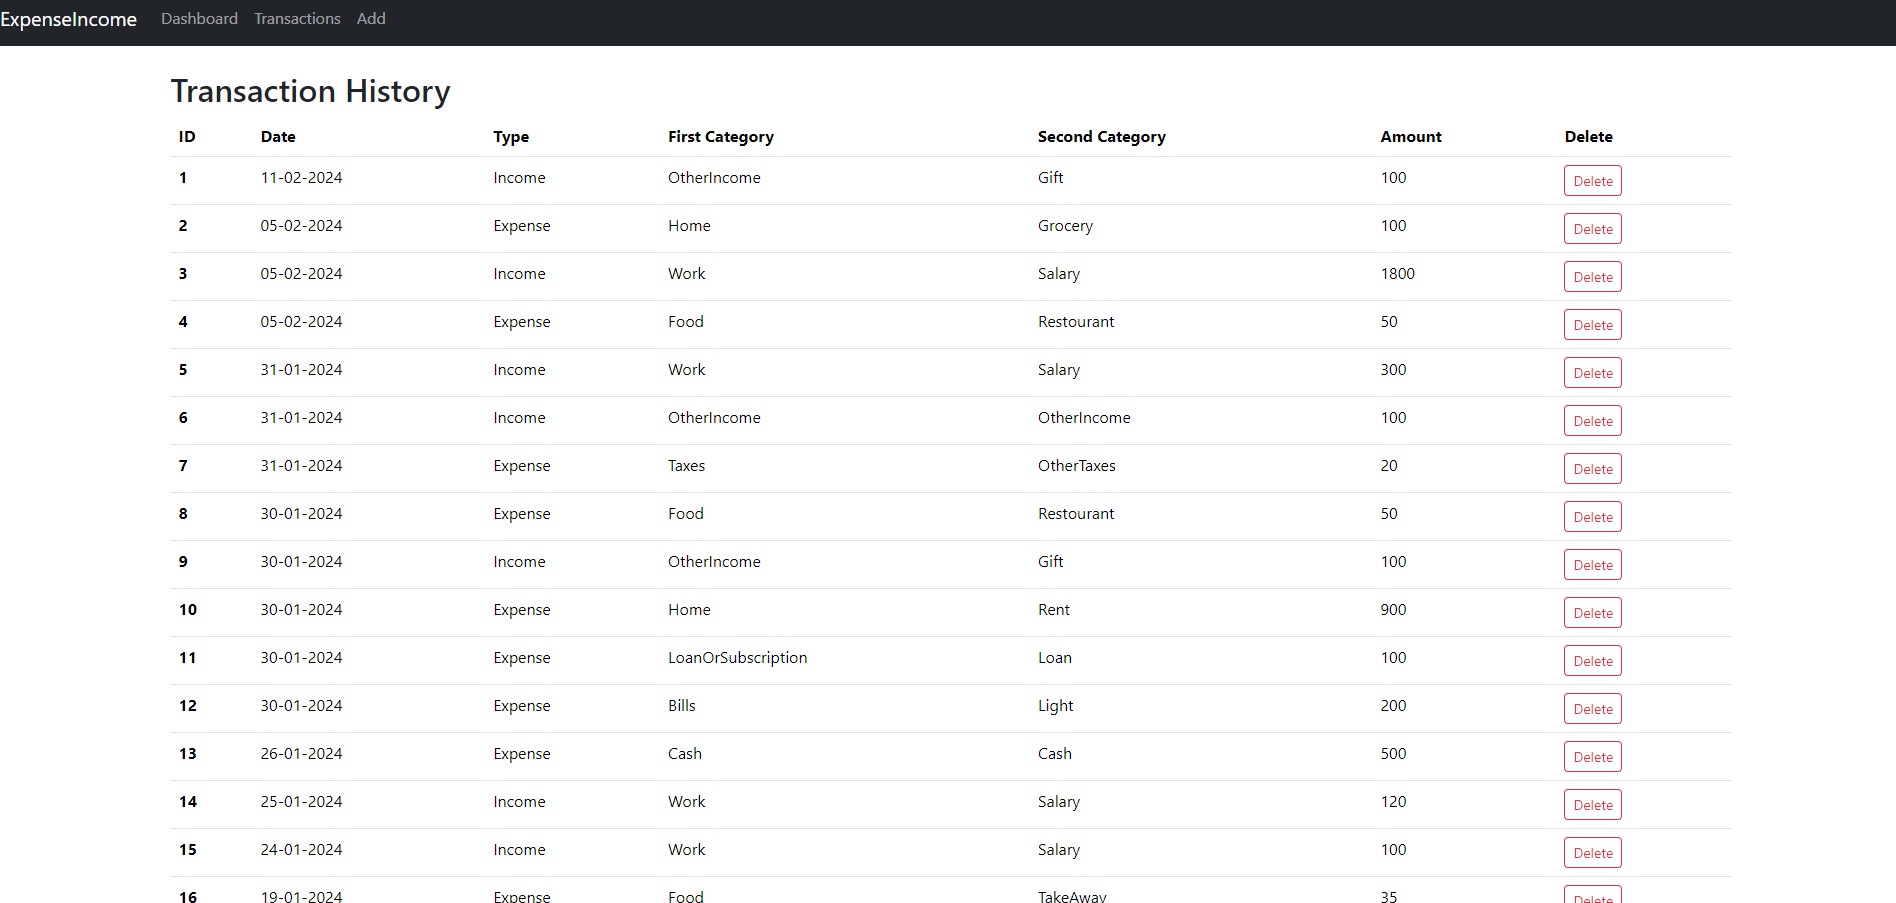 ExpenseIncome Dashboard Transactions Add
Transaction History
ID Date Type First Category Second Category Amount Delete
1 11-02-2024 Income OtherIncome Gift 100 Delete
2 05-02-2024 Expense Home Grocery 100 Delete
3 05-02-2024 Income Work Salary 1800 Delete
4 05-02-2024 Expense Food Restourant 50 Delete
5 31-01-2024 Income Work Salary 300 Delete
6 31-01-2024 Income OtherIncome OtherIncome 100 Delete
7 31-01-2024 Expense Taxes OtherTaxes 20 Delete
8 30-01-2024 Expense Food Restourant 50 Delete
9 30-01-2024 Income OtherIncome Gift 100 Delete
10 30-01-2024 Expense Home Rent 900 Delete
11 30-01-2024 Expense LoanOrSubscription Loan 100 Delete
12 30-01-2024 Expense Bills Light 200 Delete
13 26-01-2024 Expense Cash Cash 500 Delete
14 25-01-2024 Income Work Salary 120 Delete
15 24-01-2024 Income Work Salary 100 Delete
16 19-01-2024 Expense Food TakeAway 35 Delete